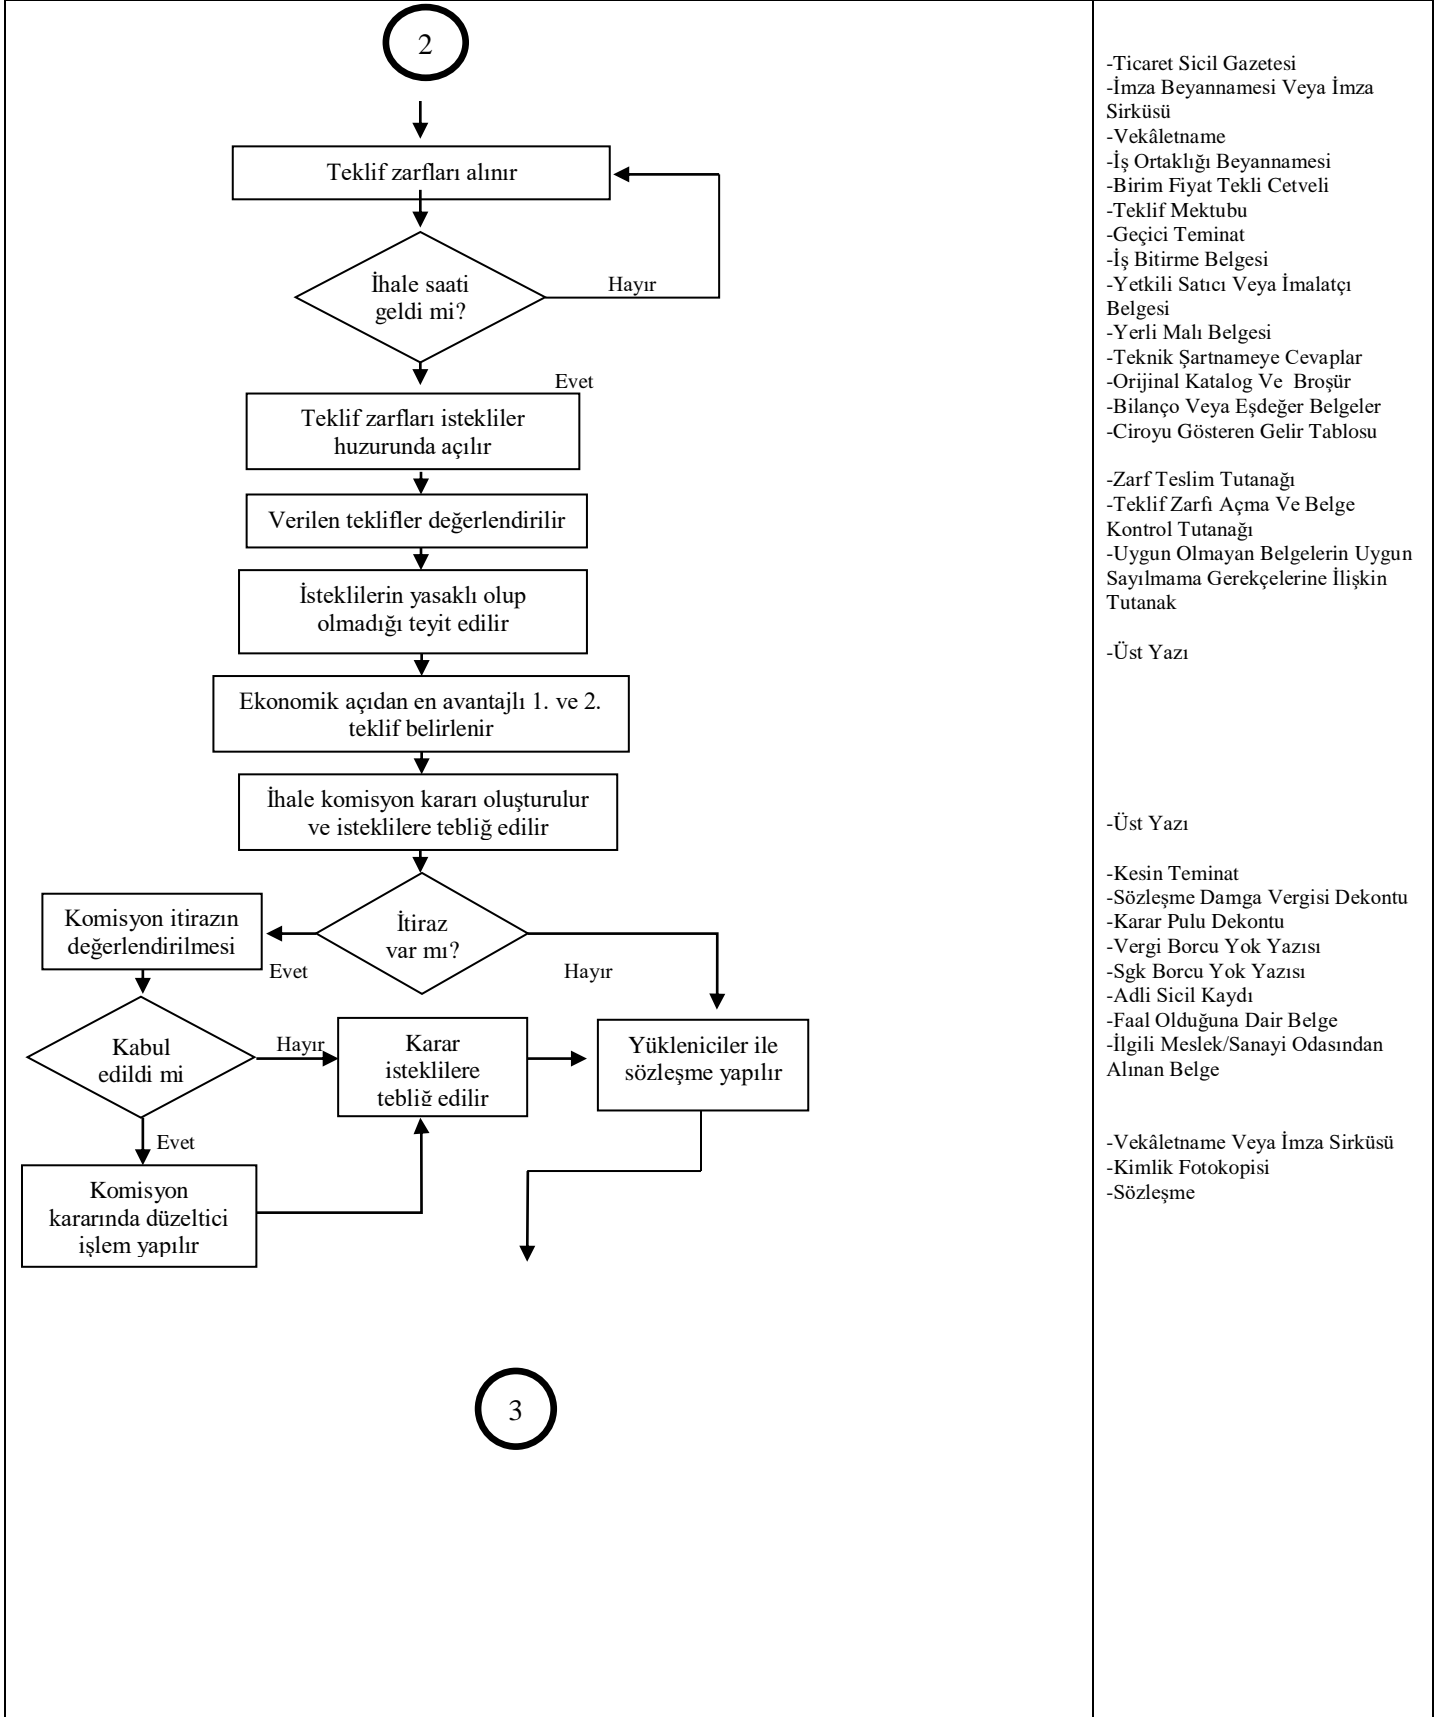 2
Teklif zarfları alınır
İhale saati
geldi mi?
Hayır
Evet
Teklif zarfları istekliler
huzurunda açılır
Verilen teklifler değerlendirilir
İsteklilerin yasaklı olup
olmadığı teyit edilir
Ekonomik açıdan en avantajlı 1. ve 2.
teklif belirlenir
İhale komisyon kararı oluşturulur
ve isteklilere tebliğ edilir
İtiraz
var mı?
Evet
Hayır
Komisyon itirazın
değerlendirilmesi
Kabul
edildi mi
Hayır
Evet
Karar
isteklilere
tebliğ edilir
Yükleniciler ile
sözleşme yapılır
Komisyon
kararında düzeltici
işlem yapılır
3
-Ticaret Sicil Gazetesi
-İmza Beyannamesi Veya İmza
Sirküsü
-Vekâletname
-İş Ortaklığı Beyannamesi
-Birim Fiyat Tekli Cetveli
-Teklif Mektubu
-Geçici Teminat
-İş Bitirme Belgesi
-Yetkili Satıcı Veya İmalatçı
Belgesi
-Yerli Malı Belgesi
-Teknik Şartnameye Cevaplar
-Orijinal Katalog Ve  Broşür
-Bilanço Veya Eşdeğer Belgeler
-Ciroyu Gösteren Gelir Tablosu
-Zarf Teslim Tutanağı
-Teklif Zarfı Açma Ve Belge
Kontrol Tutanağı
-Uygun Olmayan Belgelerin Uygun
Sayılmama Gerekçelerine İlişkin
Tutanak
-Üst Yazı
-Üst Yazı
-Kesin Teminat
-Sözleşme Damga Vergisi Dekontu
-Karar Pulu Dekontu
-Vergi Borcu Yok Yazısı
-Sgk Borcu Yok Yazısı
-Adli Sicil Kaydı
-Faal Olduğuna Dair Belge
-İlgili Meslek/Sanayi Odasından
Alınan Belge
-Vekâletname Veya İmza Sirküsü
-Kimlik Fotokopisi
-Sözleşme